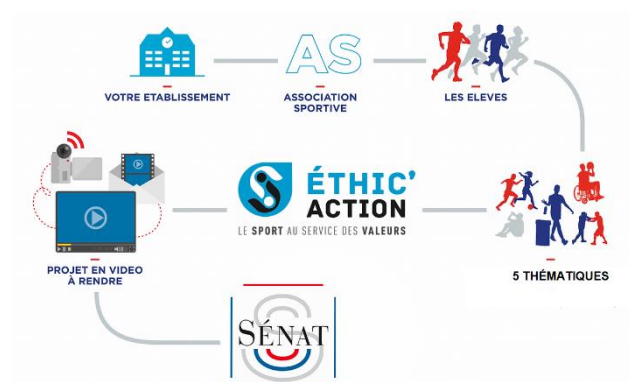 AS
VOTRE ETABLISSEMENT
ASSOCIATION
SPORTIVE
LES ELEVES
ÉTHIC'
ACTION
LE SPORT AU SERVICE DES VALEURS
PROJET EN VIDEO
À RENDRE
5 THÉMATIQUES
SÉNAT